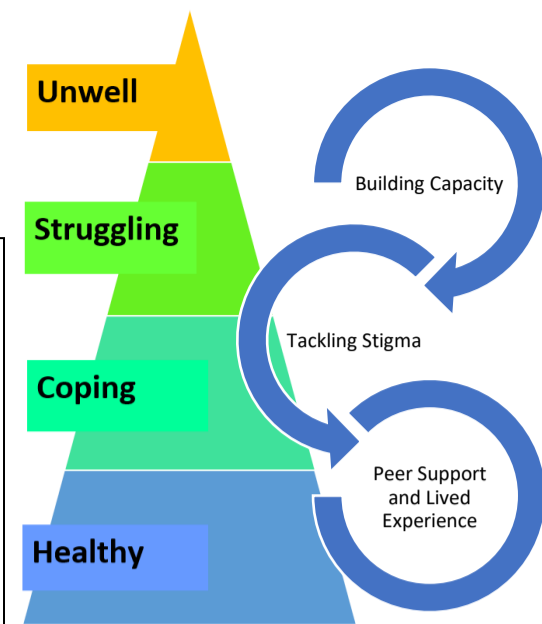 Unwell
Building Capacity
Struggling
Tackling Stigma
Coping
Peer Support
and Lived
Experience
Healthy